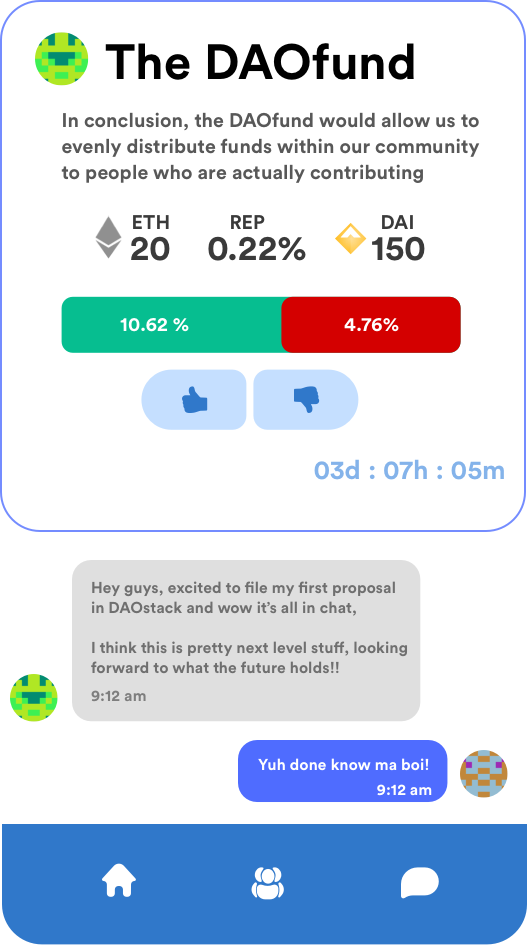 The DAOfund
In conclusion, the DAOfund would allow us to
evenly distribute funds within our community
to people who are actually contributing
ETH
20
REP
0.22%
DAI
150
10.62 %
4.76%
03d : 07h : 05m
Hey guys, excited to file my first proposal
in DAOstack and wow it’s all in chat,
I think this is pretty next level stuff, looking
forward to what the future holds!!
9:12 am
Yuh done know ma boi!
9:12 am